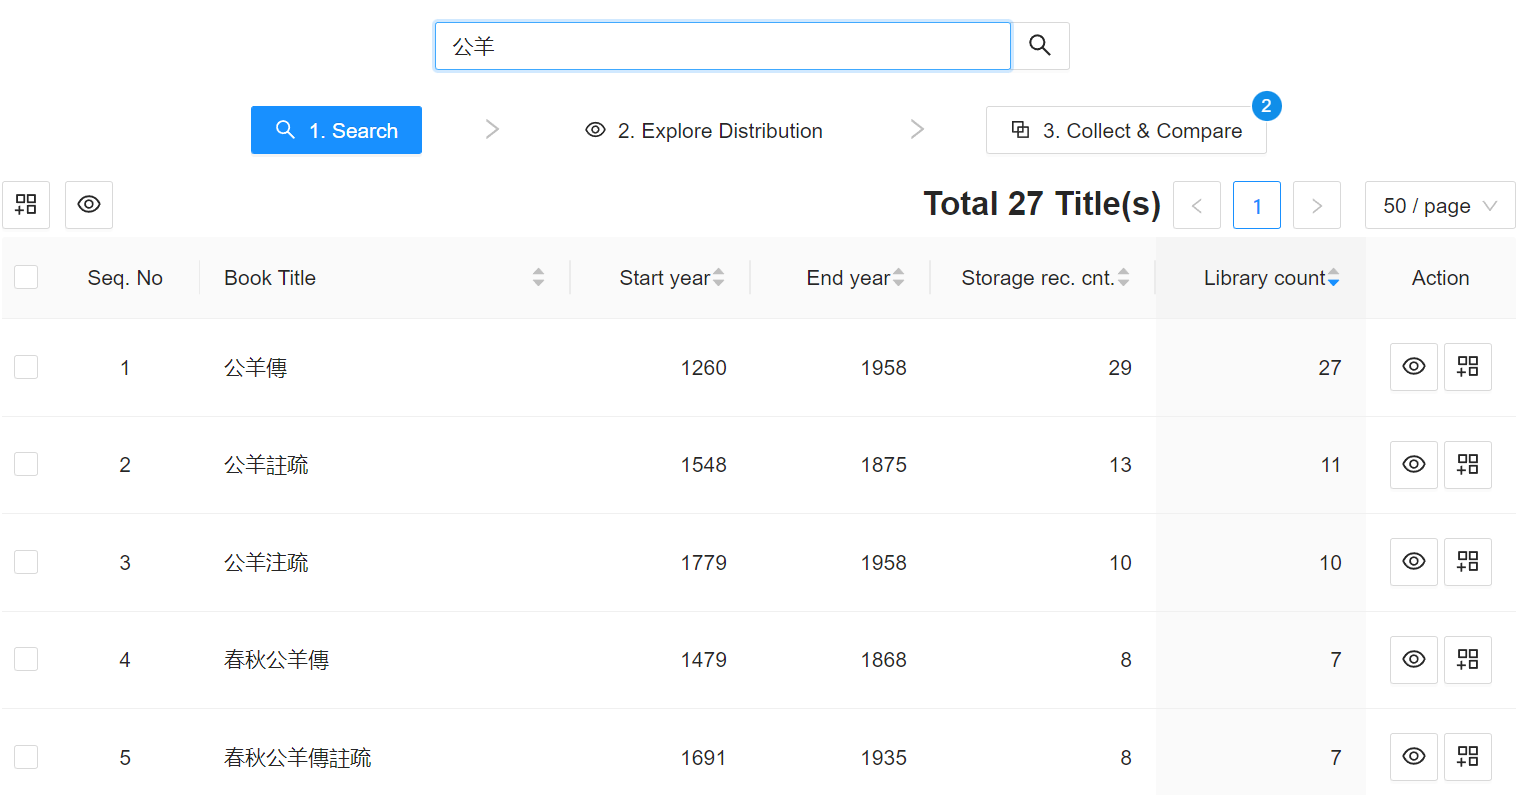 公羊
1. Search > 2. Explore Distribution > 3. Collect & Compare 2
Total 27 Title(s) < 1 > 50 / page
Seq. No Book Title Start year End year Storage rec. cnt. Library count Action
1 公羊傳 1260 1958 29 27
2 公羊註疏 1548 1875 13 11
3 公羊注疏 1779 1958 10 10
4 春秋公羊傳 1479 1868 8 7
5 春秋公羊傳註疏 1691 1935 8 7